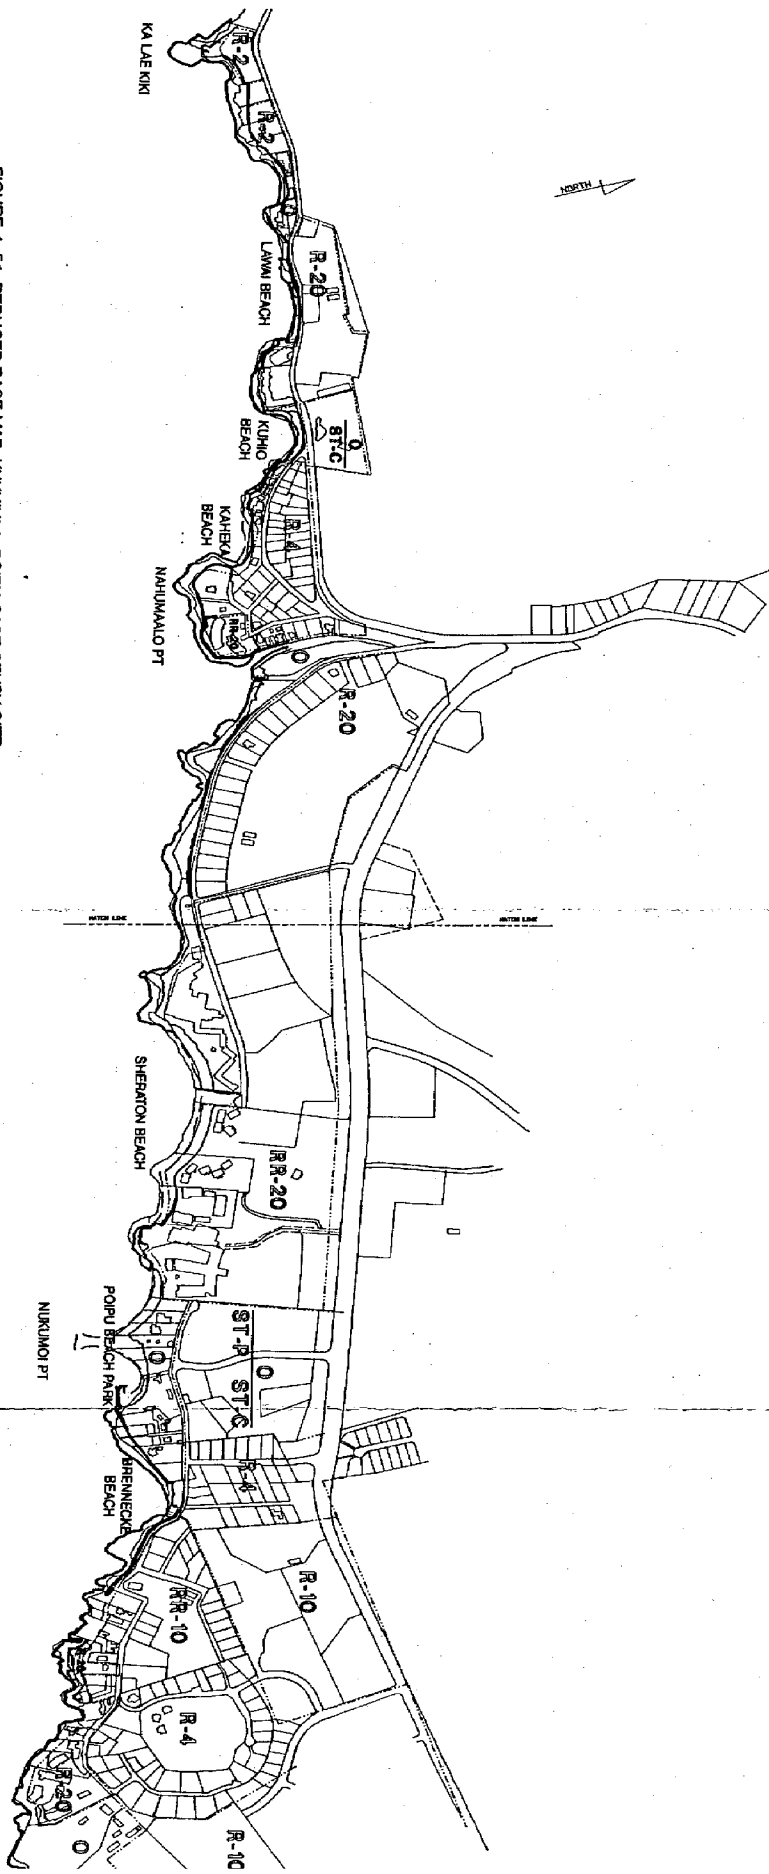 KA LAE KIKI
R-2
R-2
O
NORTH
LAWAI BEACH
R-20
KUHIO
BEACH
O
ST-C
KAHEKA
BEACH
R-4
NAHUMAALO PT
RR-20
O
R-20
MATCH LINE
MATCH LINE
SHERATON BEACH
RR-20
NUKUMOI PT
POIPU BEACH PARK
O
ST-P
O
ST-C
R-4
BRENNECKE
BEACH
R-10
RR-10
R-4
R-20
O
R-10